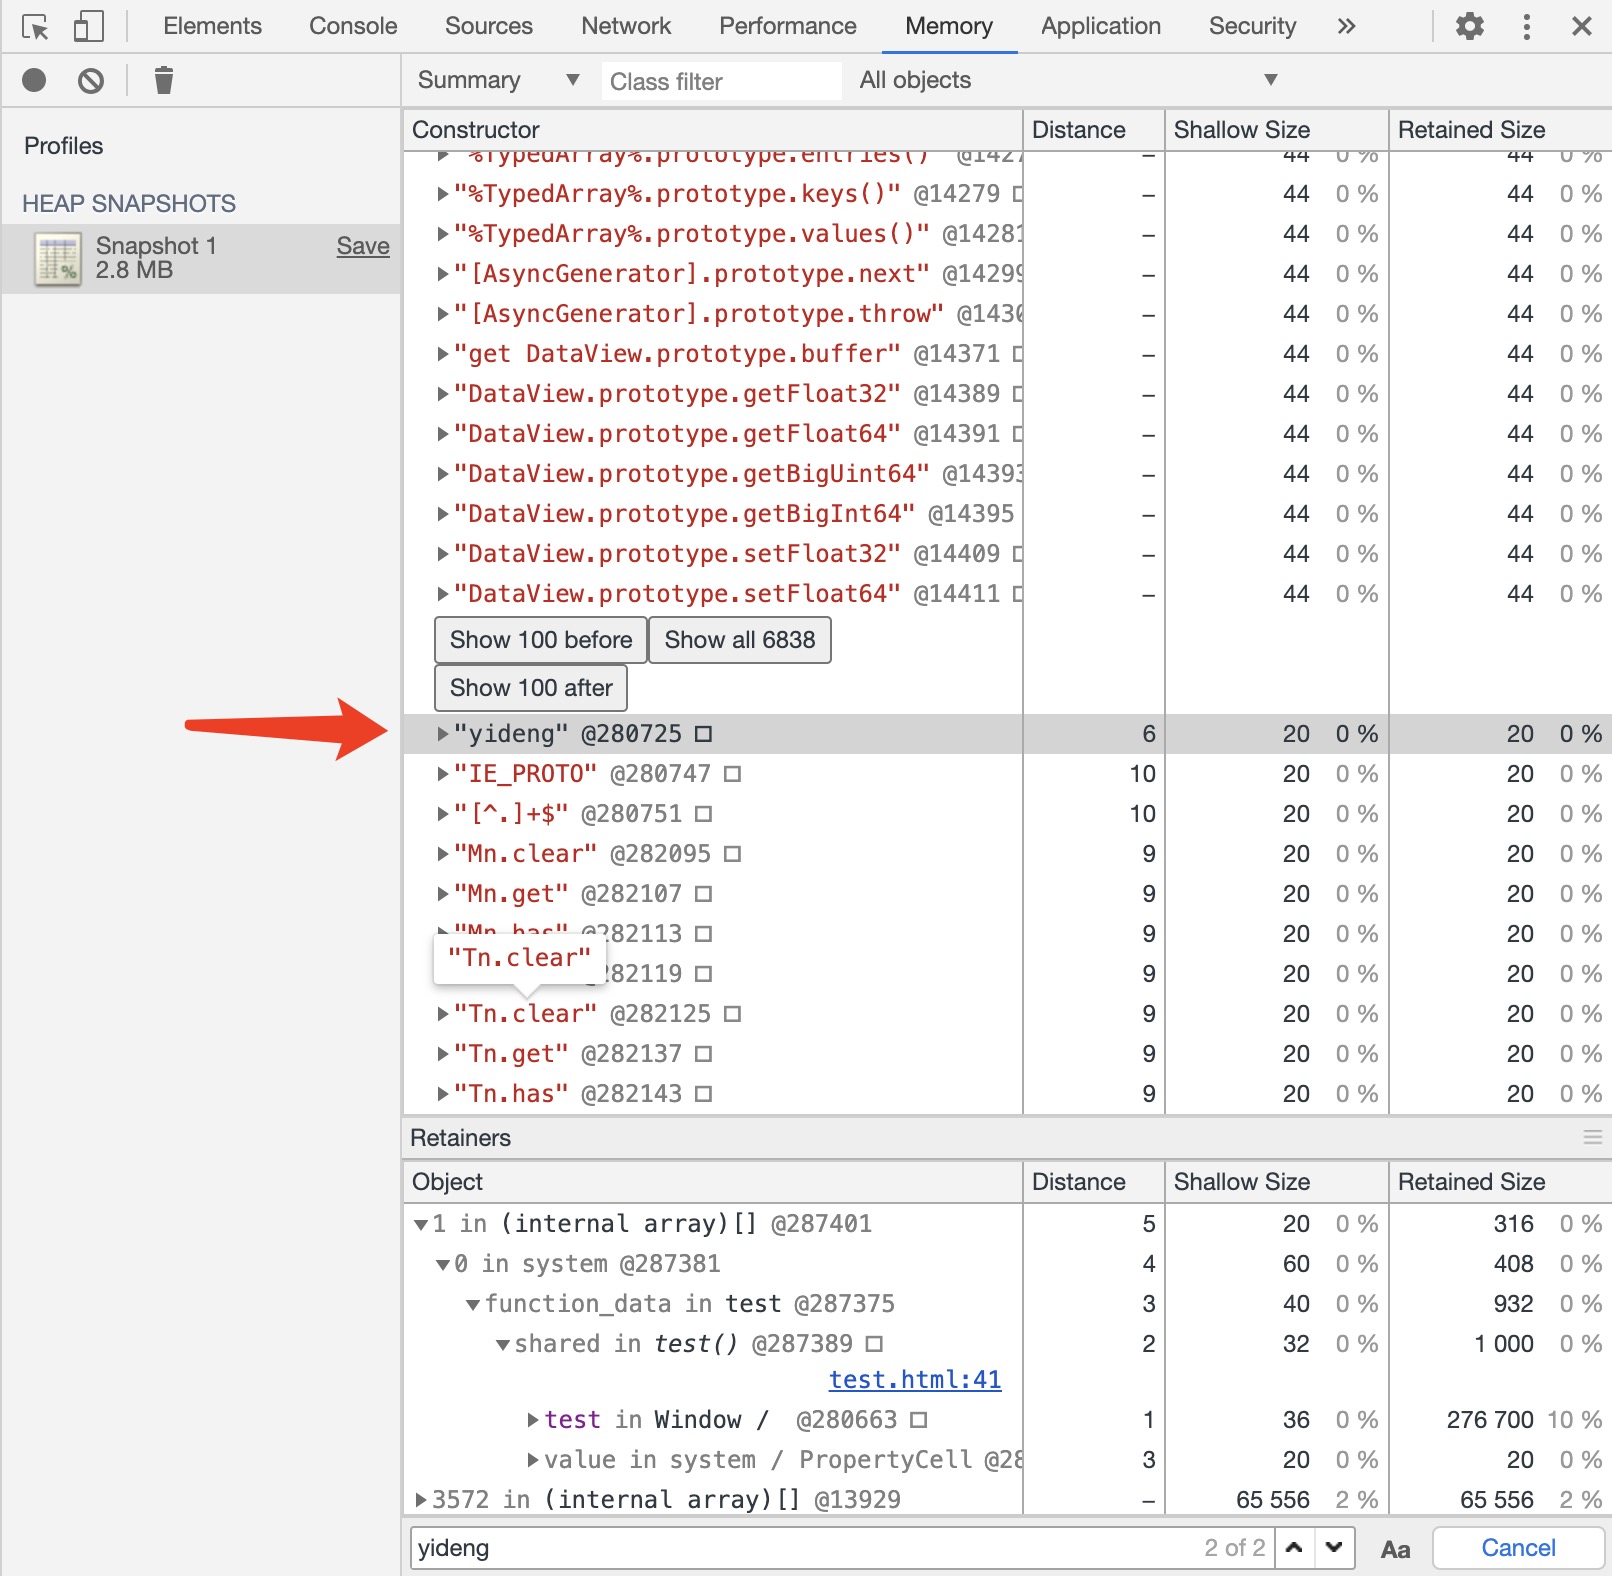 Elements Console Sources Network Performance Memory Application Security
Summary Class filter All objects
Profiles
HEAP SNAPSHOTS
Snapshot 1 Save
2.8 MB
Constructor Distance Shallow Size Retained Size
"%TypedArray%.prototype.entries()" @1427 – 44 0 % 44 0 %
"%TypedArray%.prototype.keys()" @14279 – 44 0 % 44 0 %
"%TypedArray%.prototype.values()" @14281 – 44 0 % 44 0 %
"[AsyncGenerator].prototype.next" @14299 – 44 0 % 44 0 %
"[AsyncGenerator].prototype.throw" @1430 – 44 0 % 44 0 %
"get DataView.prototype.buffer" @14371 – 44 0 % 44 0 %
"DataView.prototype.getFloat32" @14389 – 44 0 % 44 0 %
"DataView.prototype.getFloat64" @14391 – 44 0 % 44 0 %
"DataView.prototype.getBigUint64" @14393 – 44 0 % 44 0 %
"DataView.prototype.getBigInt64" @14395 – 44 0 % 44 0 %
"DataView.prototype.setFloat32" @14409 – 44 0 % 44 0 %
"DataView.prototype.setFloat64" @14411 – 44 0 % 44 0 %
Show 100 before Show all 6838
Show 100 after
"yideng" @280725 6 20 0 % 20 0 %
"IE_PROTO" @280747 10 20 0 % 20 0 %
"[^.]+$" @280751 10 20 0 % 20 0 %
"Mn.clear" @282095 9 20 0 % 20 0 %
"Mn.get" @282107 9 20 0 % 20 0 %
"Mn.has" @282113 9 20 0 % 20 0 %
"Tn.clear"
282119 9 20 0 % 20 0 %
"Tn.clear" @282125 9 20 0 % 20 0 %
"Tn.get" @282137 9 20 0 % 20 0 %
"Tn.has" @282143 9 20 0 % 20 0 %
Retainers
Object Distance Shallow Size Retained Size
1 in (internal array)[] @287401 5 20 0 % 316 0 %
0 in system @287381 4 60 0 % 408 0 %
function_data in test @287375 3 40 0 % 932 0 %
shared in test() @287389 2 32 0 % 1 000 0 %
test.html:41
test in Window / @280663 1 36 0 % 276 700 10 %
value in system / PropertyCell @28 3 20 0 % 20 0 %
3572 in (internal array)[] @13929 – 65 556 2 % 65 556 2 %
yideng 2 of 2 Aa Cancel